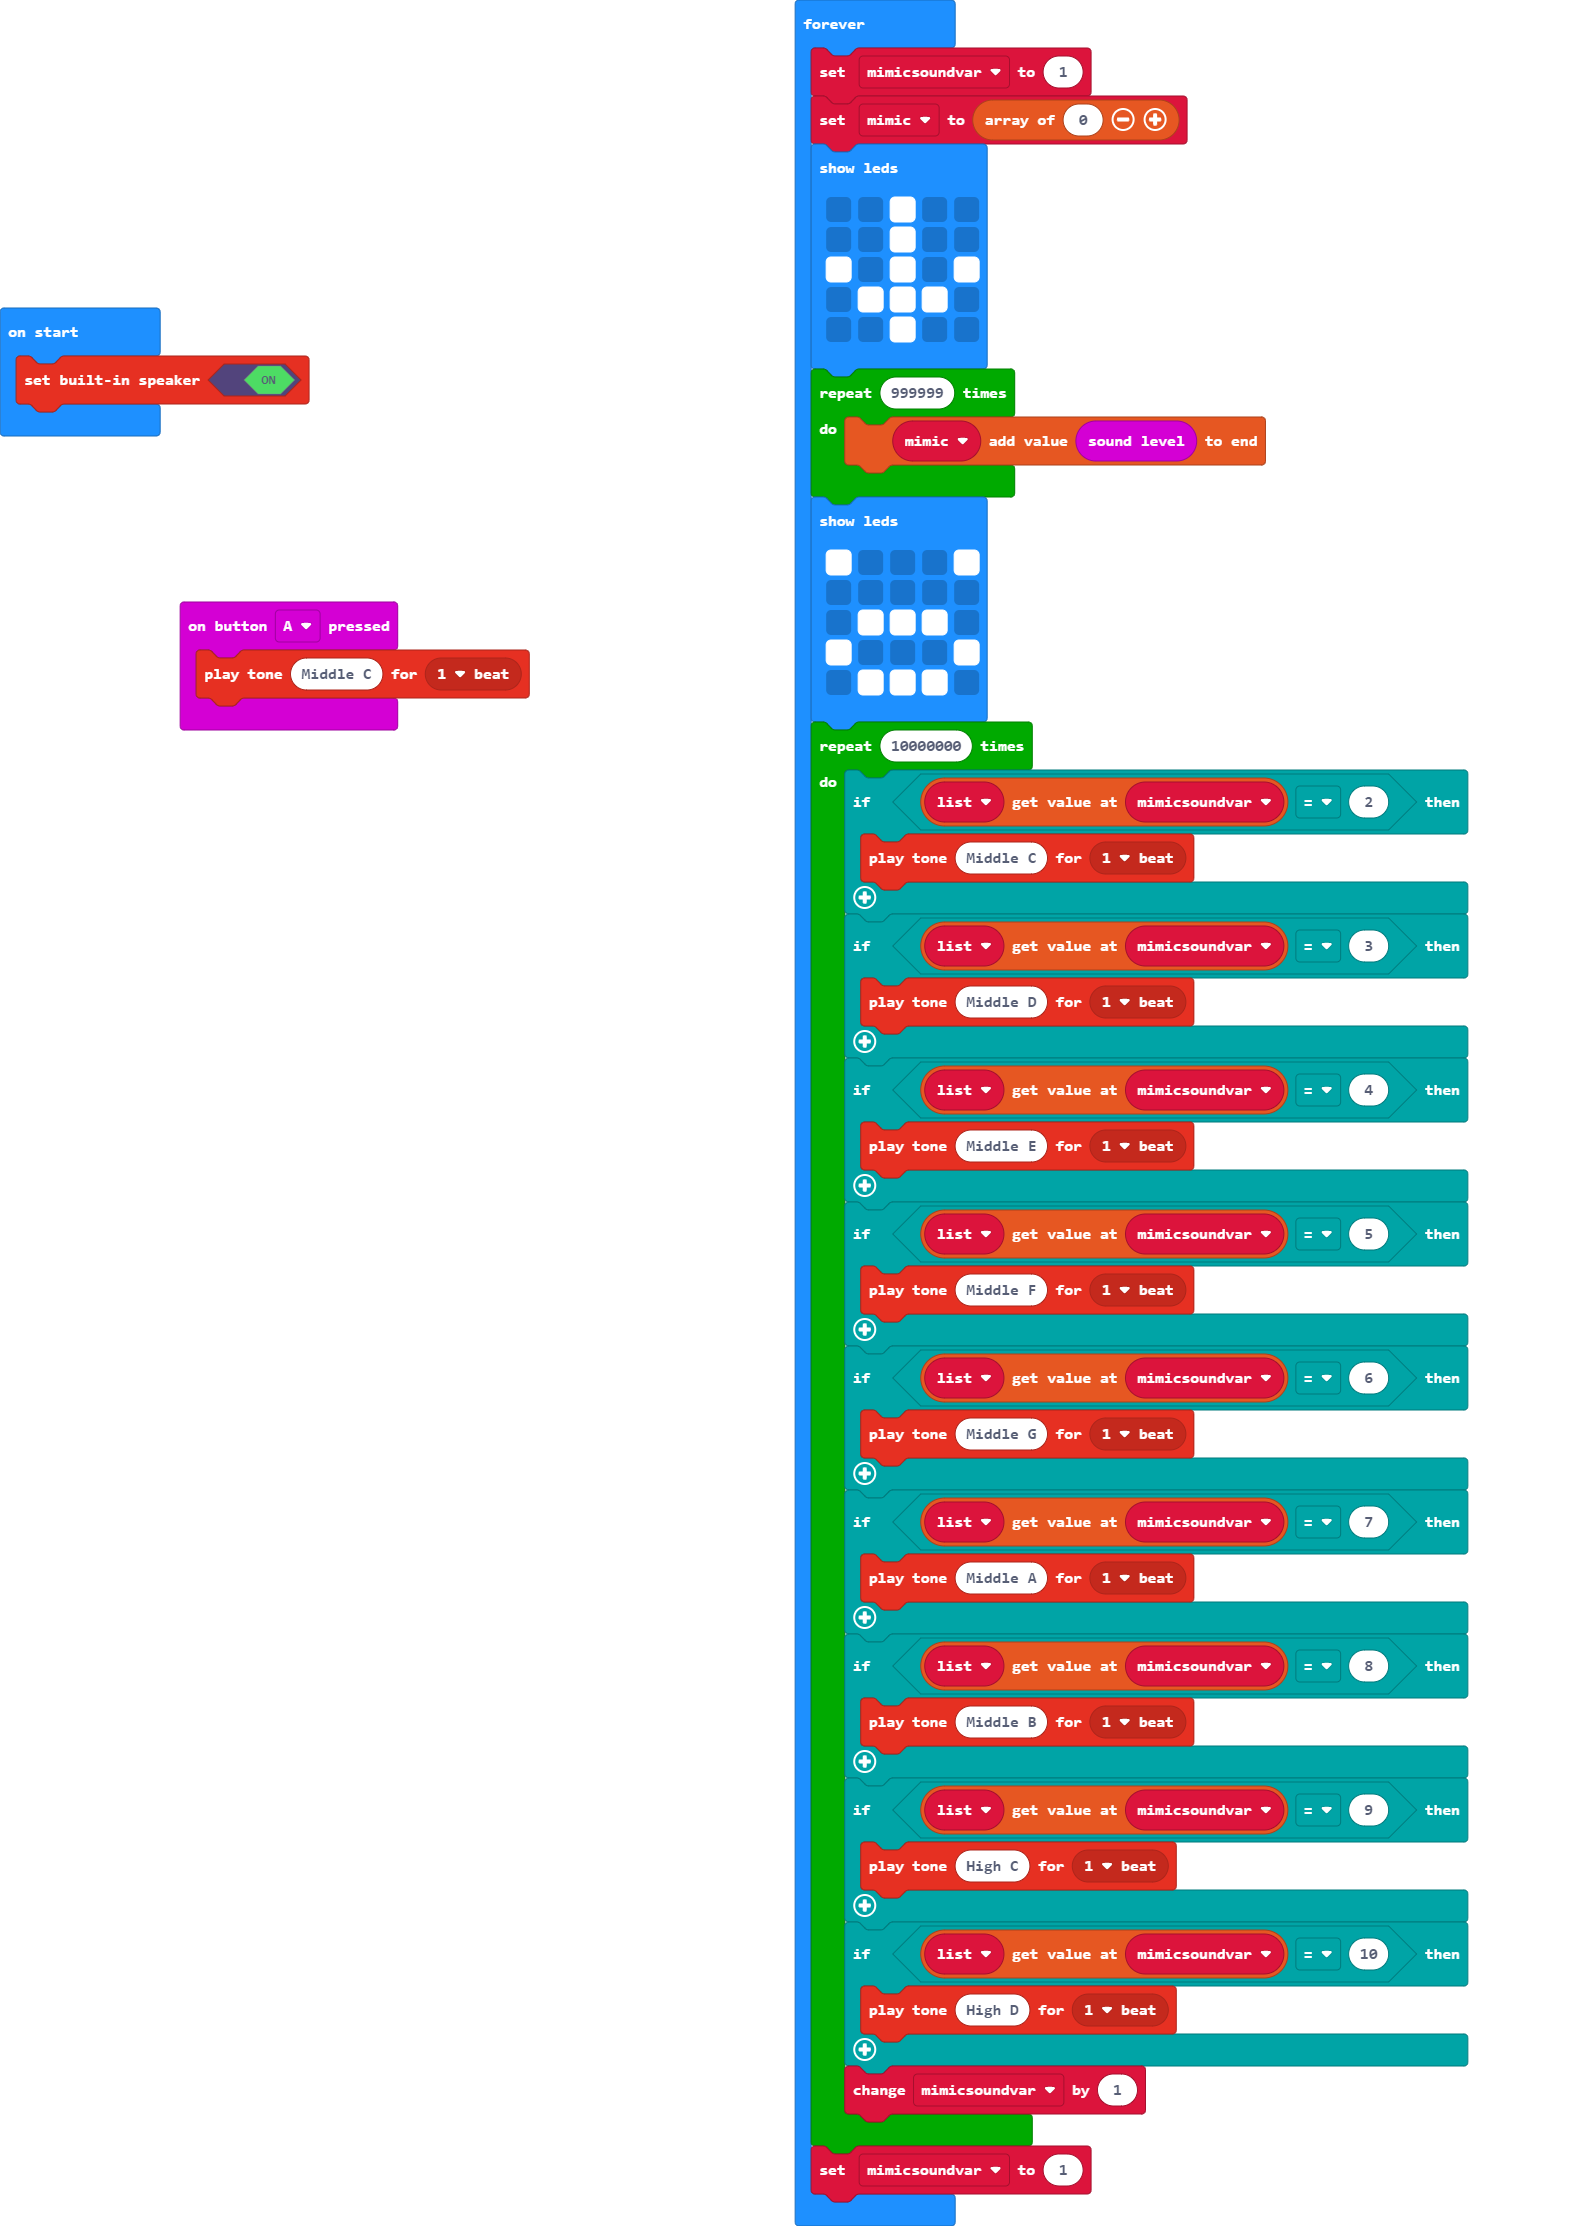 on start
set built-in speaker ON
on button A pressed
play tone Middle C for 1 beat
forever
set mimicsoundvar to 1
set mimic to array of 0
show leds
repeat 999999 times
do mimic add value sound level to end
show leds
repeat 10000000 times
do if list get value at mimicsoundvar = 2 then
play tone Middle C for 1 beat
if list get value at mimicsoundvar = 3 then
play tone Middle D for 1 beat
if list get value at mimicsoundvar = 4 then
play tone Middle E for 1 beat
if list get value at mimicsoundvar = 5 then
play tone Middle F for 1 beat
if list get value at mimicsoundvar = 6 then
play tone Middle G for 1 beat
if list get value at mimicsoundvar = 7 then
play tone Middle A for 1 beat
if list get value at mimicsoundvar = 8 then
play tone Middle B for 1 beat
if list get value at mimicsoundvar = 9 then
play tone High C for 1 beat
if list get value at mimicsoundvar = 10 then
play tone High D for 1 beat
change mimicsoundvar by 1
set mimicsoundvar to 1